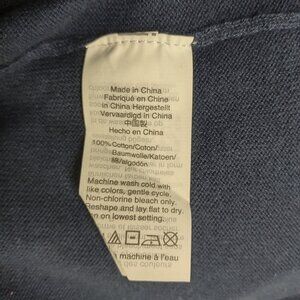 Made in China
Fabriqué en Chine
in China Hergestellt
Vervaardigd in China
中国製
Hecho en China
100% Cotton/Coton/
Baumwolle/Katoen/
綿/algodón
Machine wash cold with
like colors, gentle cycle.
Non-chlorine bleach only.
Reshape and lay flat to dry
on lowest setting.
machine à l'eau